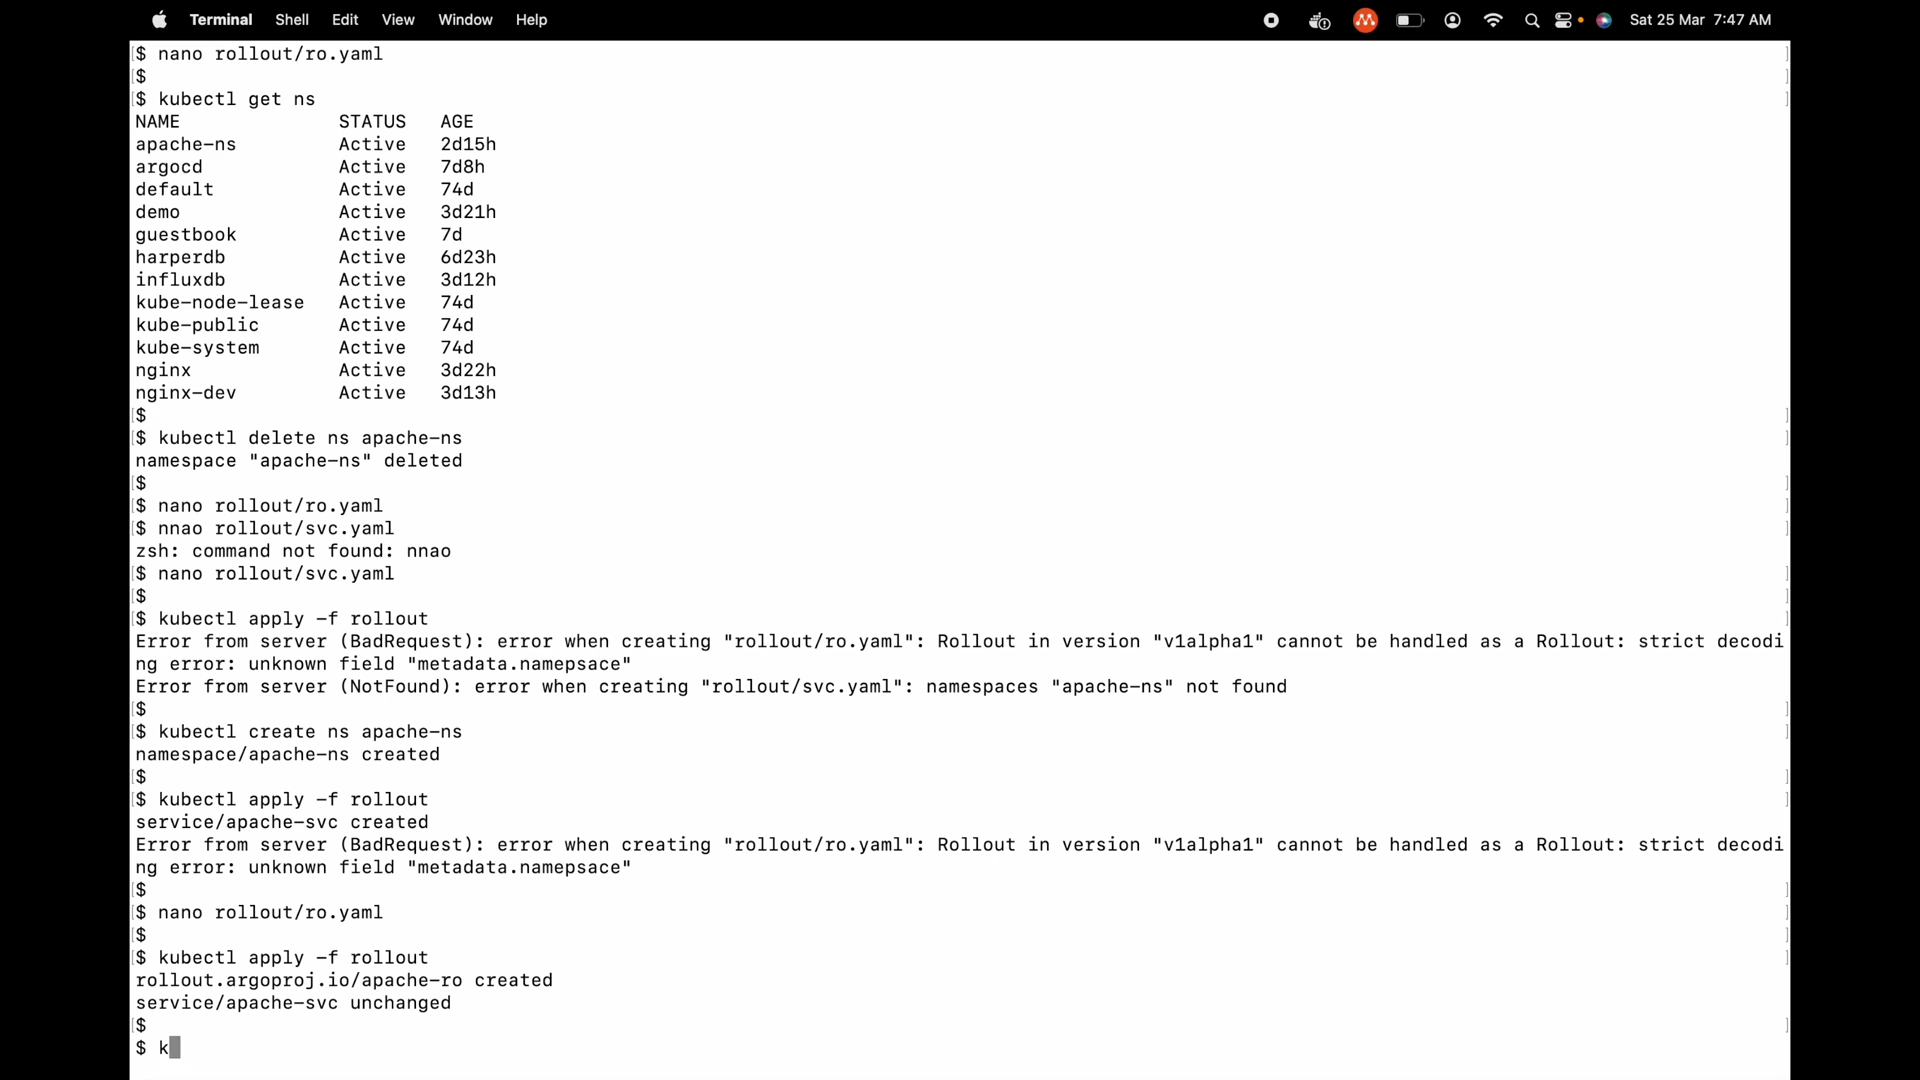 Terminal Shell Edit View Window Help Sat 25 Mar 7:47 AM
$ nano rollout/ro.yaml
$
$ kubectl get ns
NAME STATUS AGE
apache-ns Active 2d15h
argocd Active 7d8h
default Active 74d
demo Active 3d21h
guestbook Active 7d
harperdb Active 6d23h
influxdb Active 3d12h
kube-node-lease Active 74d
kube-public Active 74d
kube-system Active 74d
nginx Active 3d22h
nginx-dev Active 3d13h
$
$ kubectl delete ns apache-ns
namespace "apache-ns" deleted
$
$ nano rollout/ro.yaml
$ nnao rollout/svc.yaml
zsh: command not found: nnao
$ nano rollout/svc.yaml
$
$ kubectl apply -f rollout
Error from server (BadRequest): error when creating "rollout/ro.yaml": Rollout in version "v1alpha1" cannot be handled as a Rollout: strict decodi
ng error: unknown field "metadata.namepsace"
Error from server (NotFound): error when creating "rollout/svc.yaml": namespaces "apache-ns" not found
$
$ kubectl create ns apache-ns
namespace/apache-ns created
$
$ kubectl apply -f rollout
service/apache-svc created
Error from server (BadRequest): error when creating "rollout/ro.yaml": Rollout in version "v1alpha1" cannot be handled as a Rollout: strict decodi
ng error: unknown field "metadata.namepsace"
$
$ nano rollout/ro.yaml
$
$ kubectl apply -f rollout
rollout.argoproj.io/apache-ro created
service/apache-svc unchanged
$
$ k